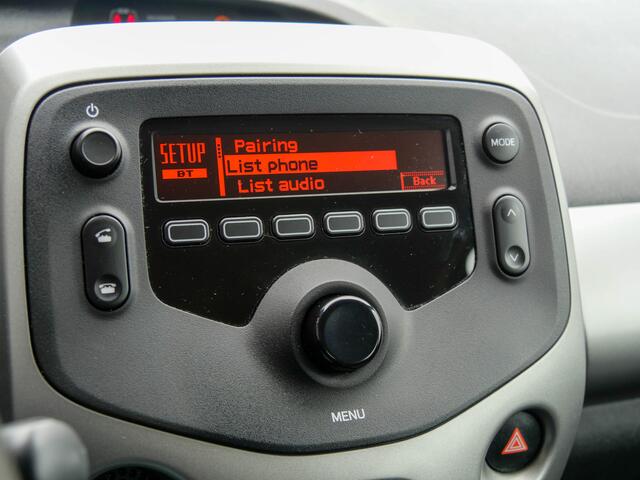 MODE
SETUP
BT
Pairing
List phone
List audio
Back
MENU